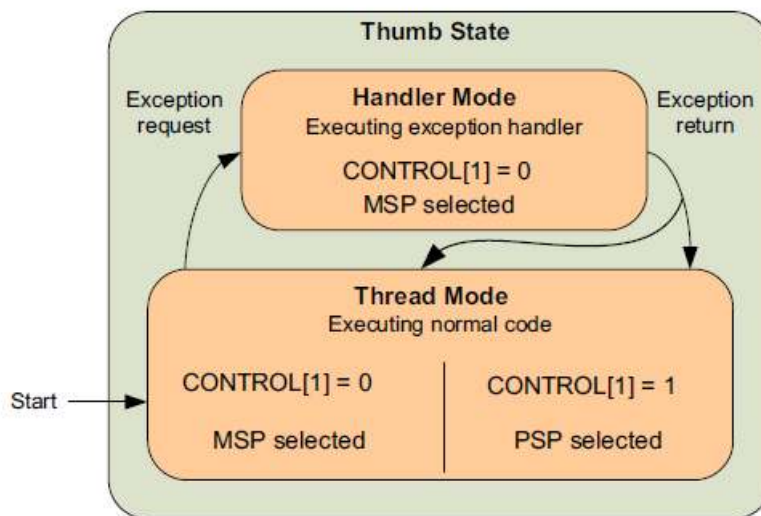 Thumb State
Exception
request
Handler Mode
Executing exception handler
CONTROL[1] = 0
MSP selected
Exception
return
Thread Mode
Executing normal code
Start
CONTROL[1] = 0
MSP selected
CONTROL[1] = 1
PSP selected